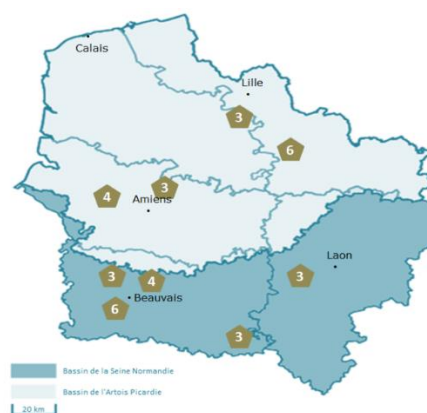 Calais
Lille
3
6
4
3
Amiens
Laon
3
4
3
Beauvais
6
3
Bassin de la Seine Normandie
Bassin de l'Artois Picardie
20 km